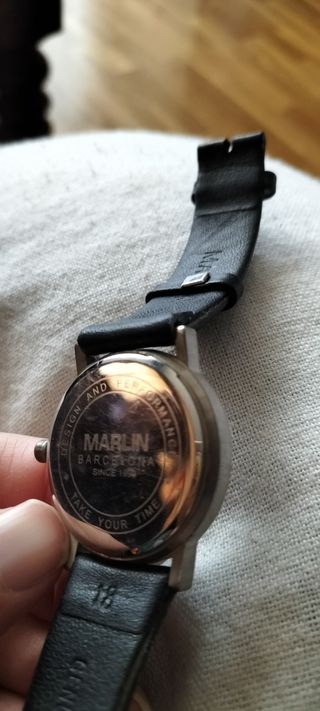 DESIGN AND PERFORMANCE
MARLIN
BARCELONA
TAKE YOUR TIME
18